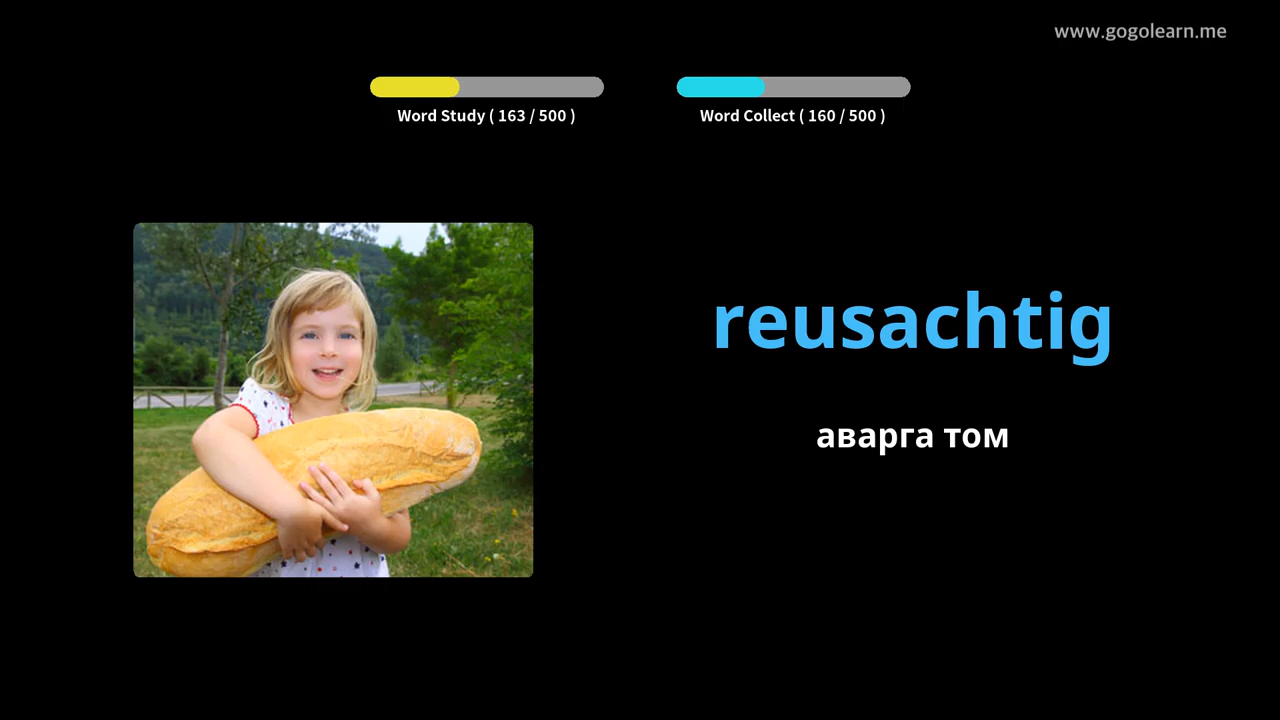 www.gogolearn.me
Word Study ( 163 / 500 )
Word Collect ( 160 / 500 )
reusachtig
аварга том